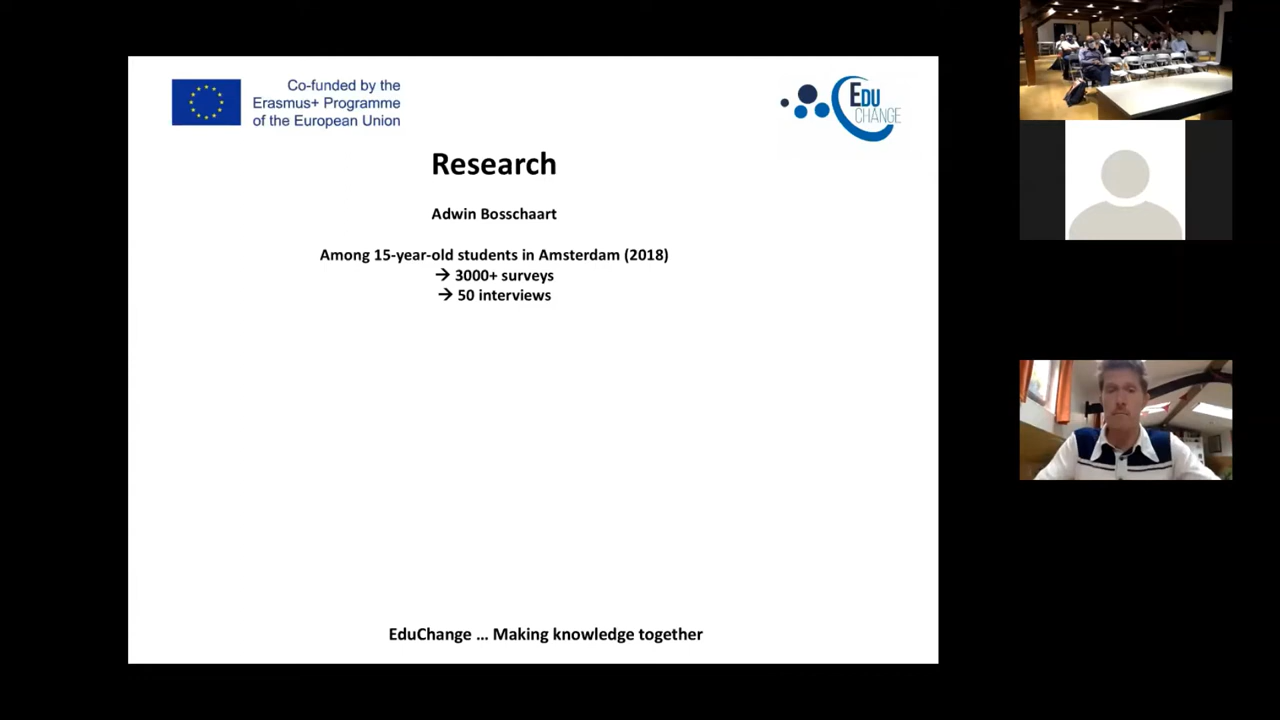 Co-funded by the
Erasmus+ Programme
of the European Union
EDU
CHANGE
Research
Adwin Bosschaart
Among 15-year-old students in Amsterdam (2018)
→ 3000+ surveys
→ 50 interviews
EduChange … Making knowledge together